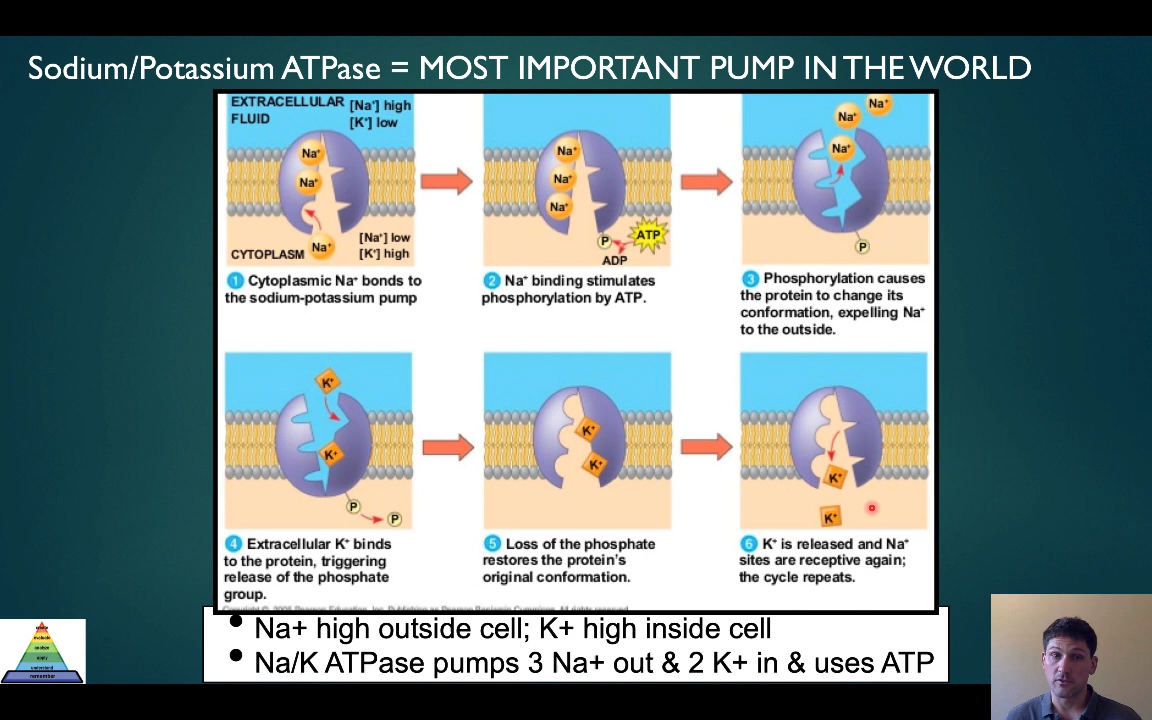 Sodium/Potassium ATPase = MOST IMPORTANT PUMP IN THE WORLD
EXTRACELLULAR FLUID
[Na⁺] high
[K⁺] low
Na⁺
Na⁺
Na⁺
CYTOPLASM
[Na⁺] low
[K⁺] high
1 Cytoplasmic Na⁺ bonds to
the sodium-potassium pump
Na⁺
Na⁺
Na⁺
P
ATP
ADP
2 Na⁺ binding stimulates
phosphorylation by ATP.
Na⁺
Na⁺
Na⁺
P
3 Phosphorylation causes
the protein to change its
conformation, expelling Na⁺
to the outside.
K⁺
K⁺
P
P
4 Extracellular K⁺ binds
to the protein, triggering
release of the phosphate
group.
K⁺
K⁺
5 Loss of the phosphate
restores the protein's
original conformation.
K⁺
K⁺
6 K⁺ is released and Na⁺
sites are receptive again;
the cycle repeats.
Copyright © 2005 Pearson Education, Inc. Publishing as Pearson Benjamin Cummings. All rights reserved.
• Na+ high outside cell; K+ high inside cell
• Na/K ATPase pumps 3 Na+ out & 2 K+ in & uses ATP
evaluate
analyze
apply
understand
remember